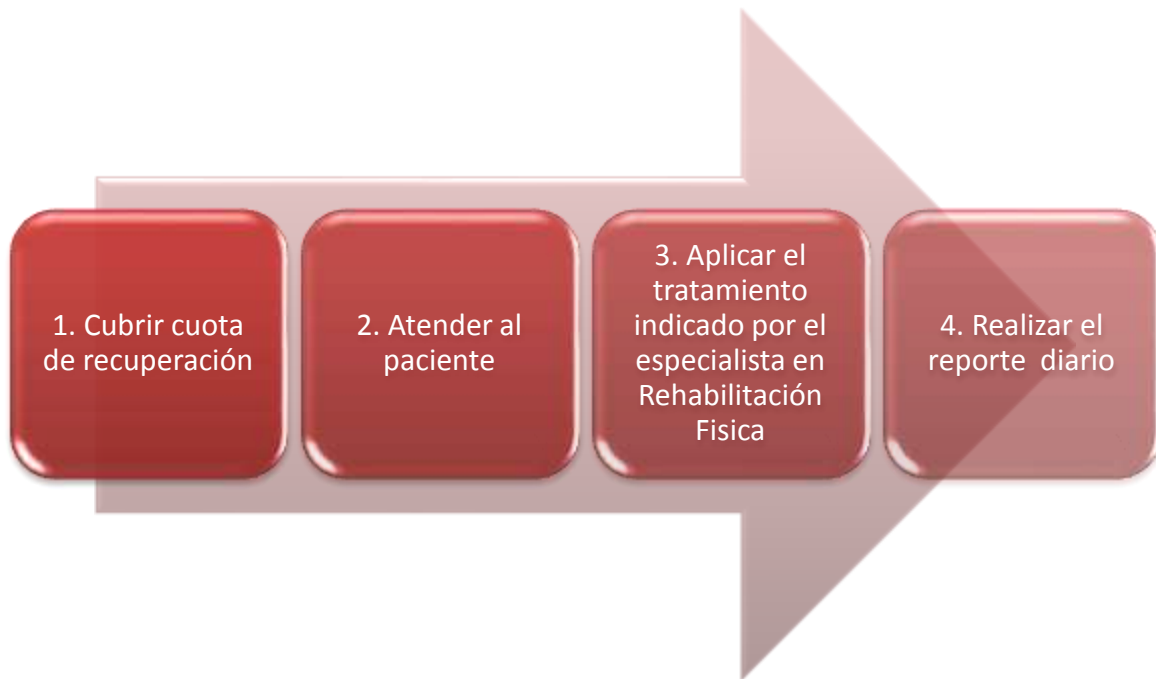 1. Cubrir cuota
de recuperación
2. Atender al
paciente
3. Aplicar el
tratamiento
indicado por el
especialista en
Rehabilitación
Fisica
4. Realizar el
reporte diario